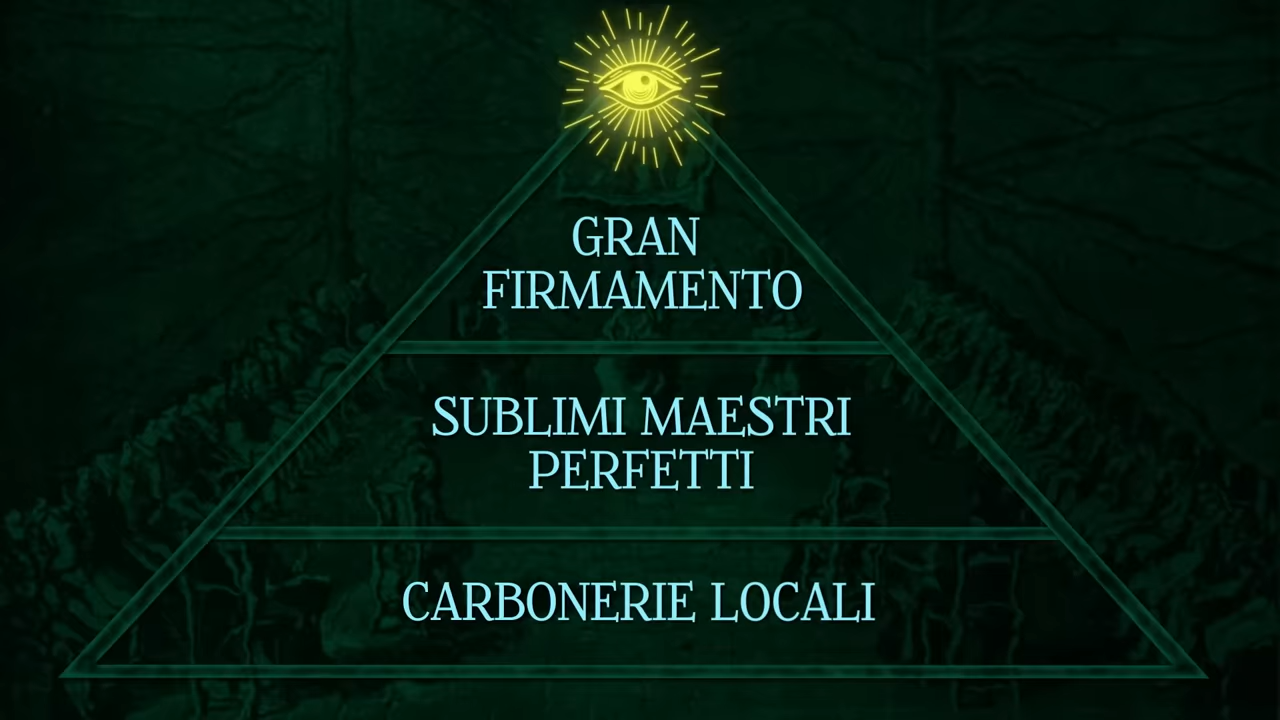 GRAN
FIRMAMENTO
SUBLIMI MAESTRI
PERFETTI
CARBONERIE LOCALI